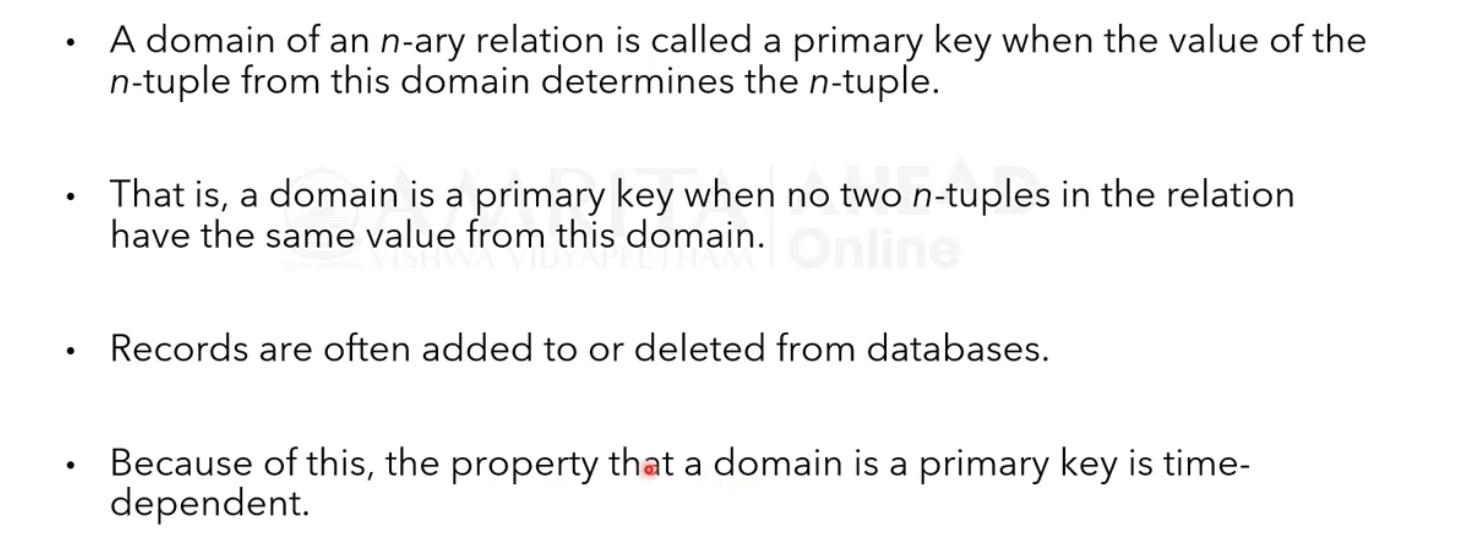 • A domain of an n-ary relation is called a primary key when the value of the
n-tuple from this domain determines the n-tuple.
• That is, a domain is a primary key when no two n-tuples in the relation
have the same value from this domain.
AMRITA AHEAD
VISHWA VIDYAPEETHAM Online
• Records are often added to or deleted from databases.
• Because of this, the property that a domain is a primary key is time-
dependent.